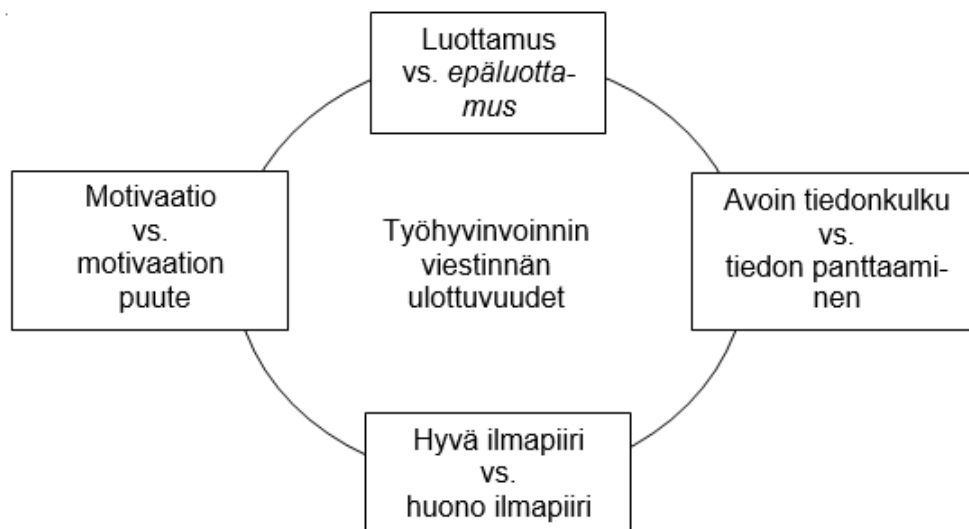 Luottamus
vs. epäluotta-
mus
Motivaatio
vs.
motivaation
puute
Työhyvinvoinnin
viestinnän
ulottuvuudet
Avoin tiedonkulku
vs.
tiedon panttaami-
nen
Hyvä ilmapiiri
vs.
huono ilmapiiri